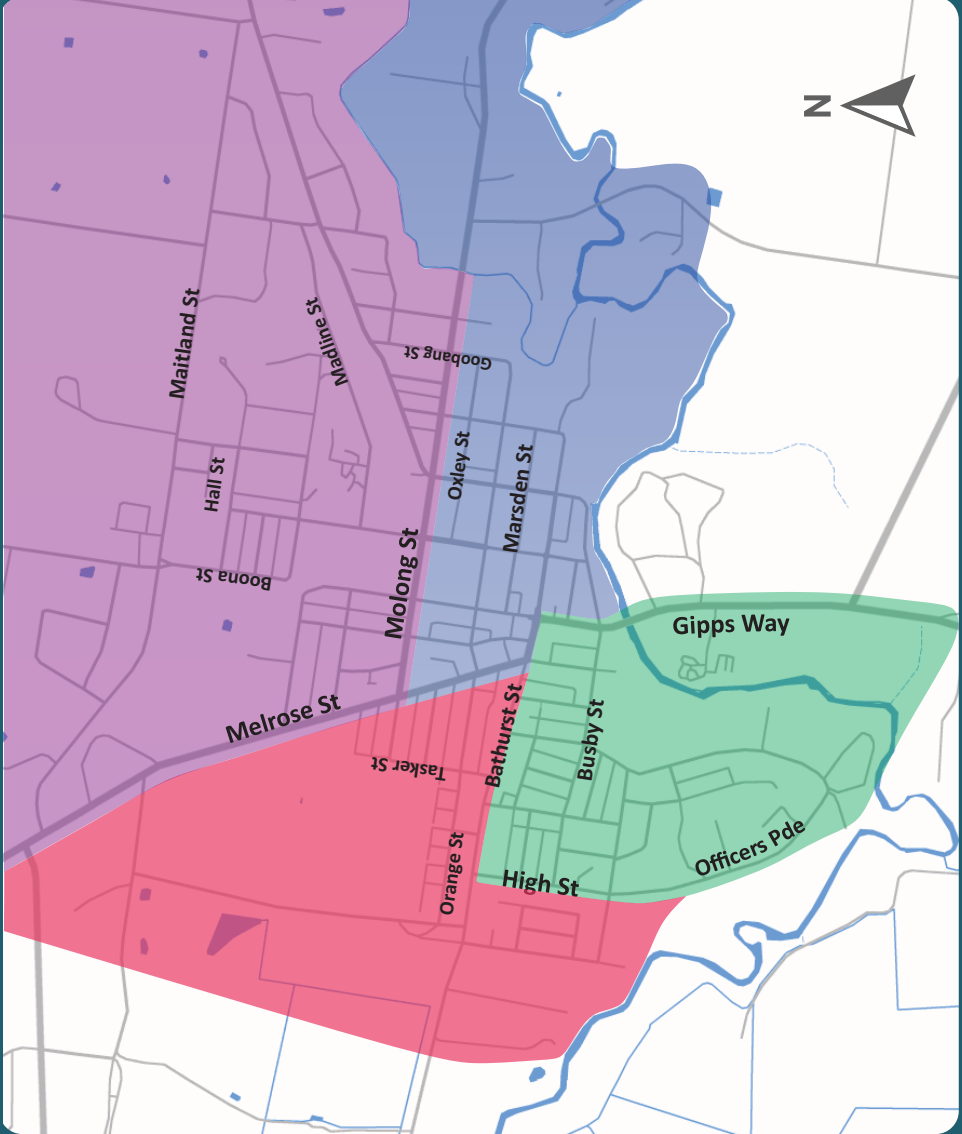 N
Maitland St
Madline St
Goobang St
Hall St
Oxley St
Marsden St
Boona St
Molong St
Gipps Way
Melrose St
Bathurst St
Busby St
Tasker St
Orange St
High St
Officers Pde